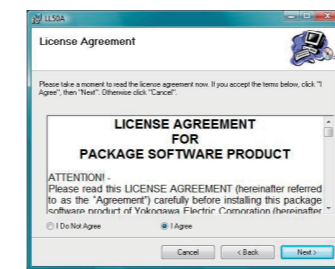 LL50A
License Agreement
Please take a moment to read the license agreement now. If you accept the terms below, click "I
Agree", then "Next". Otherwise click "Cancel".
LICENSE AGREEMENT
FOR
PACKAGE SOFTWARE PRODUCT
ATTENTION! -
Please read this LICENSE AGREEMENT (hereinafter referred
to as the "Agreement") carefully before installing this package
software product of Yokogawa Electric Corporation (hereinafter
I Do Not Agree
I Agree
Cancel
< Back
Next >